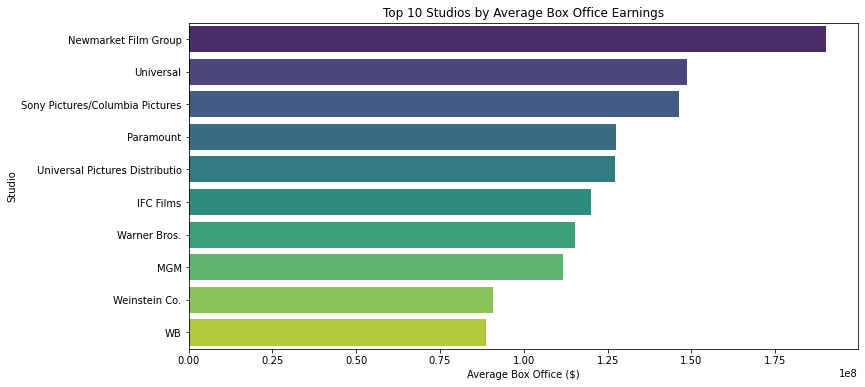 Top 10 Studios by Average Box Office Earnings
Studio
Newmarket Film Group
Universal
Sony Pictures/Columbia Pictures
Paramount
Universal Pictures Distributio
IFC Films
Warner Bros.
MGM
Weinstein Co.
WB
0.00 0.25 0.50 0.75 1.00 1.25 1.50 1.75
1e8
Average Box Office ($)